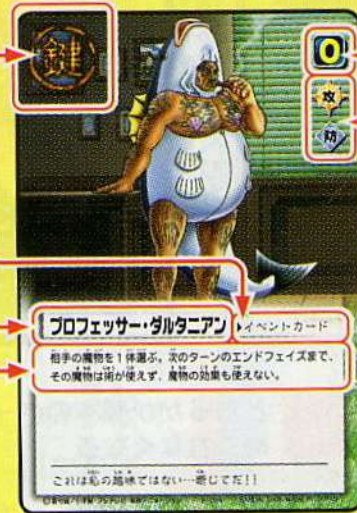 鍵
0
攻
防
プロフェッサー・ダルタニアン
イベントカード
相手の魔物を1体選ぶ。次のターンのエンドフェイズまで、
その魔物は術が使えず、魔物の効果も使えない。
これは私の趣味ではない…断じてだ!!